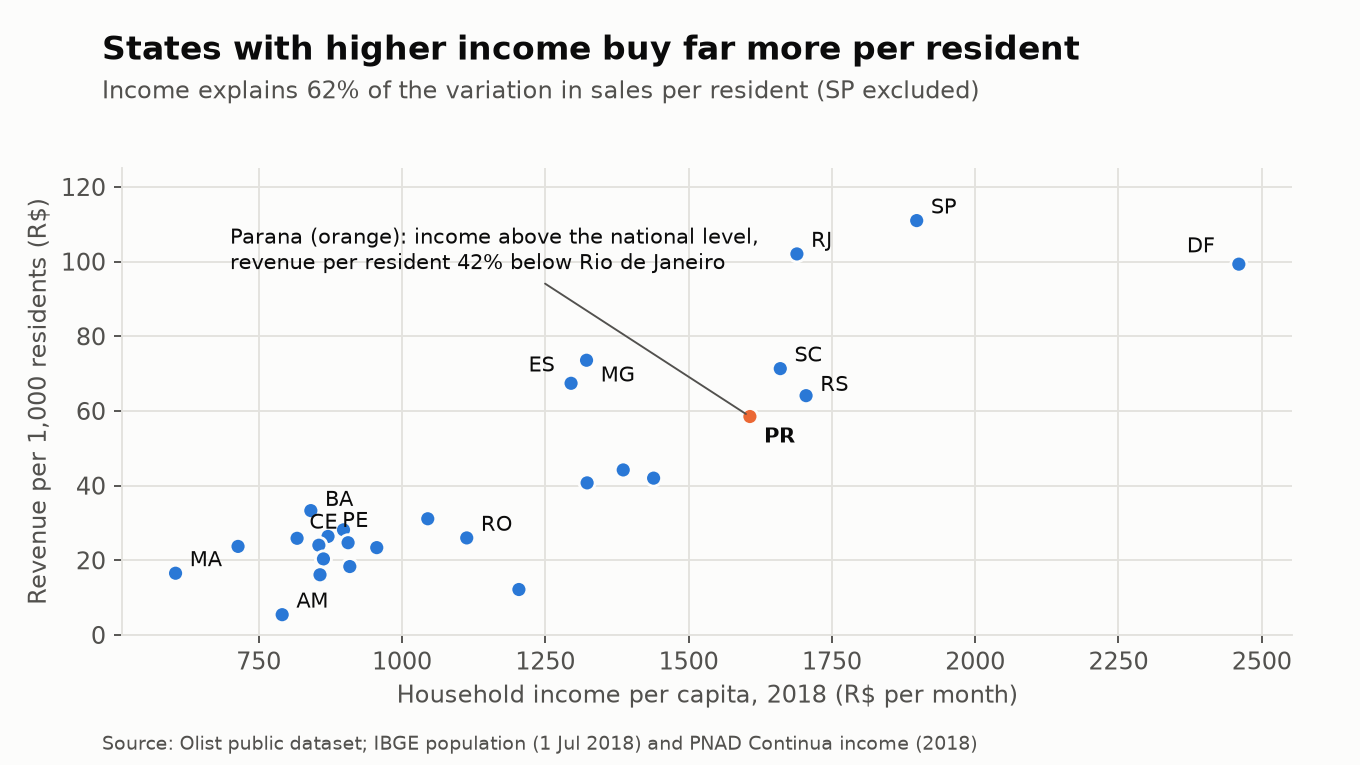 States with higher income buy far more per resident
Income explains 62% of the variation in sales per resident (SP excluded)
Revenue per 1,000 residents (R$)
120
100
80
60
40
20
0
Parana (orange): income above the national level,
revenue per resident 42% below Rio de Janeiro
SP
RJ
DF
ES
MG
SC
RS
PR
BA
CE
PE
RO
MA
AM
750
1000
1250
1500
1750
2000
2250
2500
Household income per capita, 2018 (R$ per month)
Source: Olist public dataset; IBGE population (1 Jul 2018) and PNAD Continua income (2018)